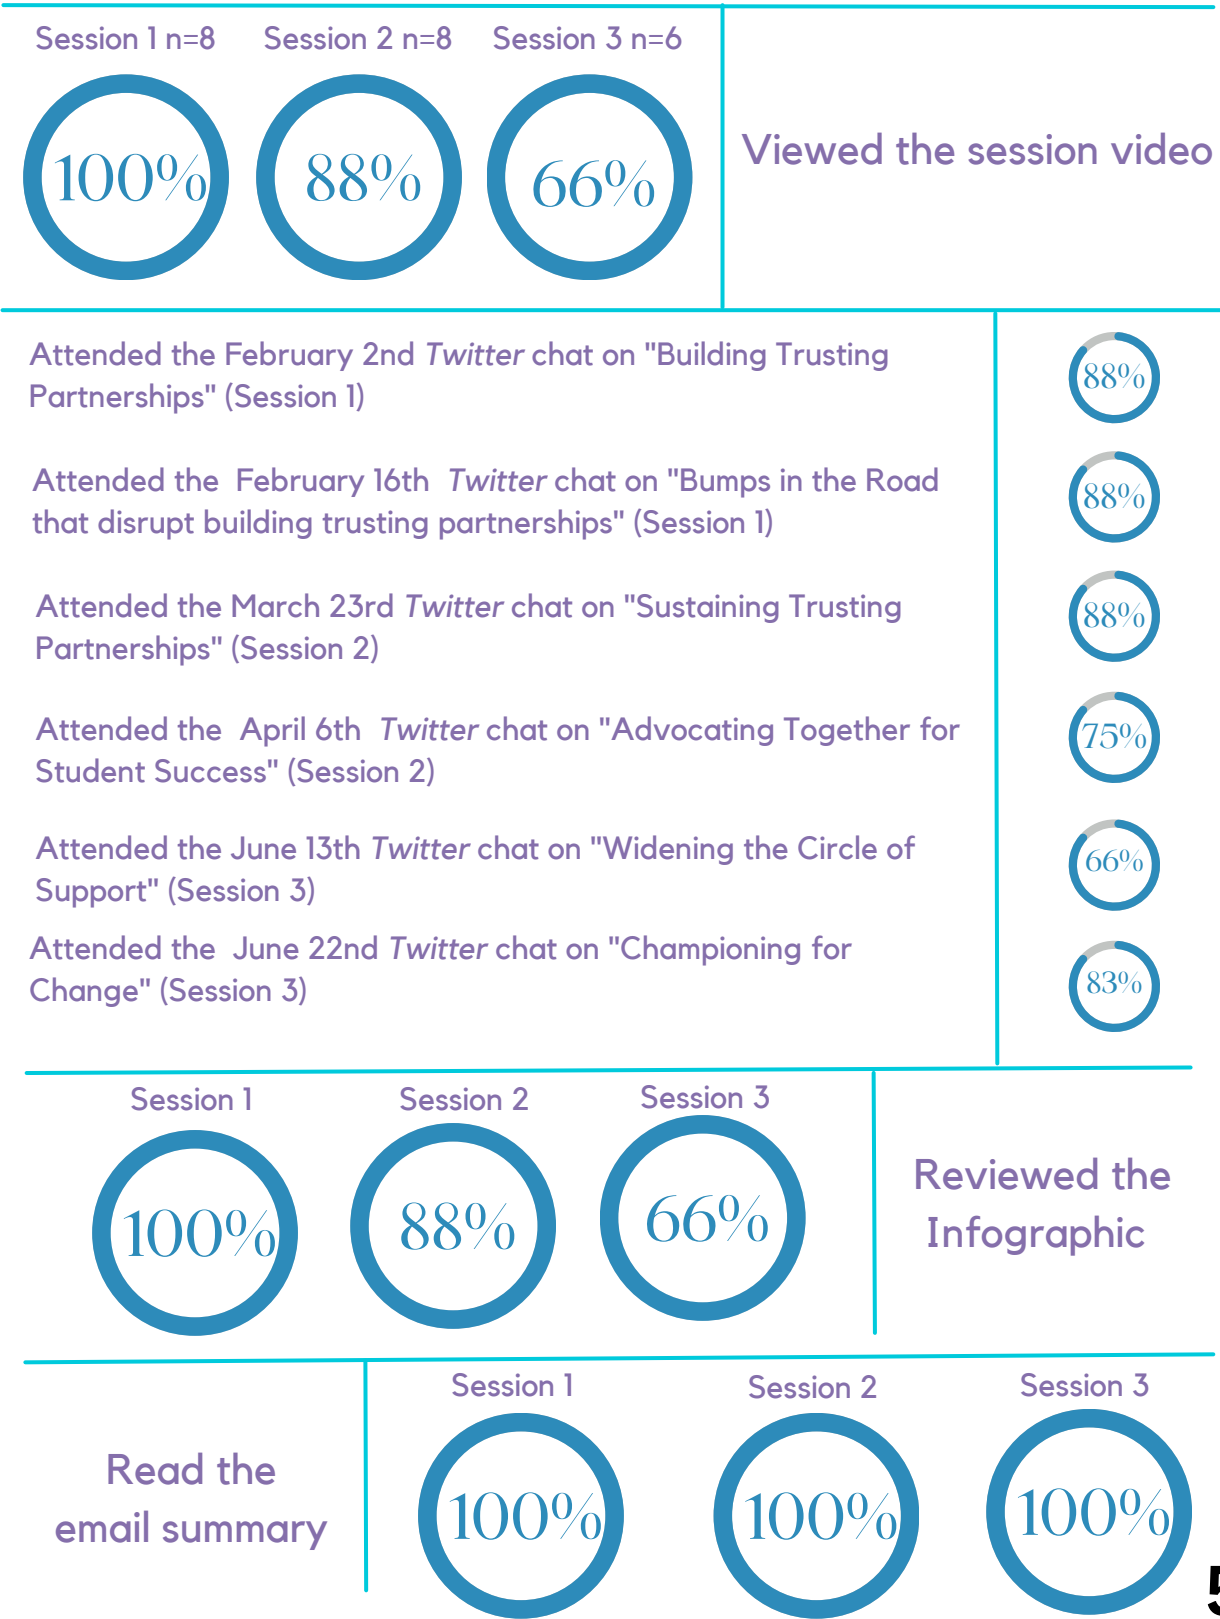 Session 1 n=8
Session 2 n=8
Session 3 n=6
100%
88%
66%
Viewed the session video
Attended the February 2nd Twitter chat on "Building Trusting
Partnerships" (Session 1)
88%
Attended the February 16th Twitter chat on "Bumps in the Road
that disrupt building trusting partnerships" (Session 1)
88%
Attended the March 23rd Twitter chat on "Sustaining Trusting
Partnerships" (Session 2)
88%
Attended the April 6th Twitter chat on "Advocating Together for
Student Success" (Session 2)
75%
Attended the June 13th Twitter chat on "Widening the Circle of
Support" (Session 3)
66%
Attended the June 22nd Twitter chat on "Championing for
Change" (Session 3)
83%
Session 1
Session 2
Session 3
100%
88%
66%
Reviewed the
Infographic
Read the
email summary
Session 1
Session 2
Session 3
100%
100%
100%